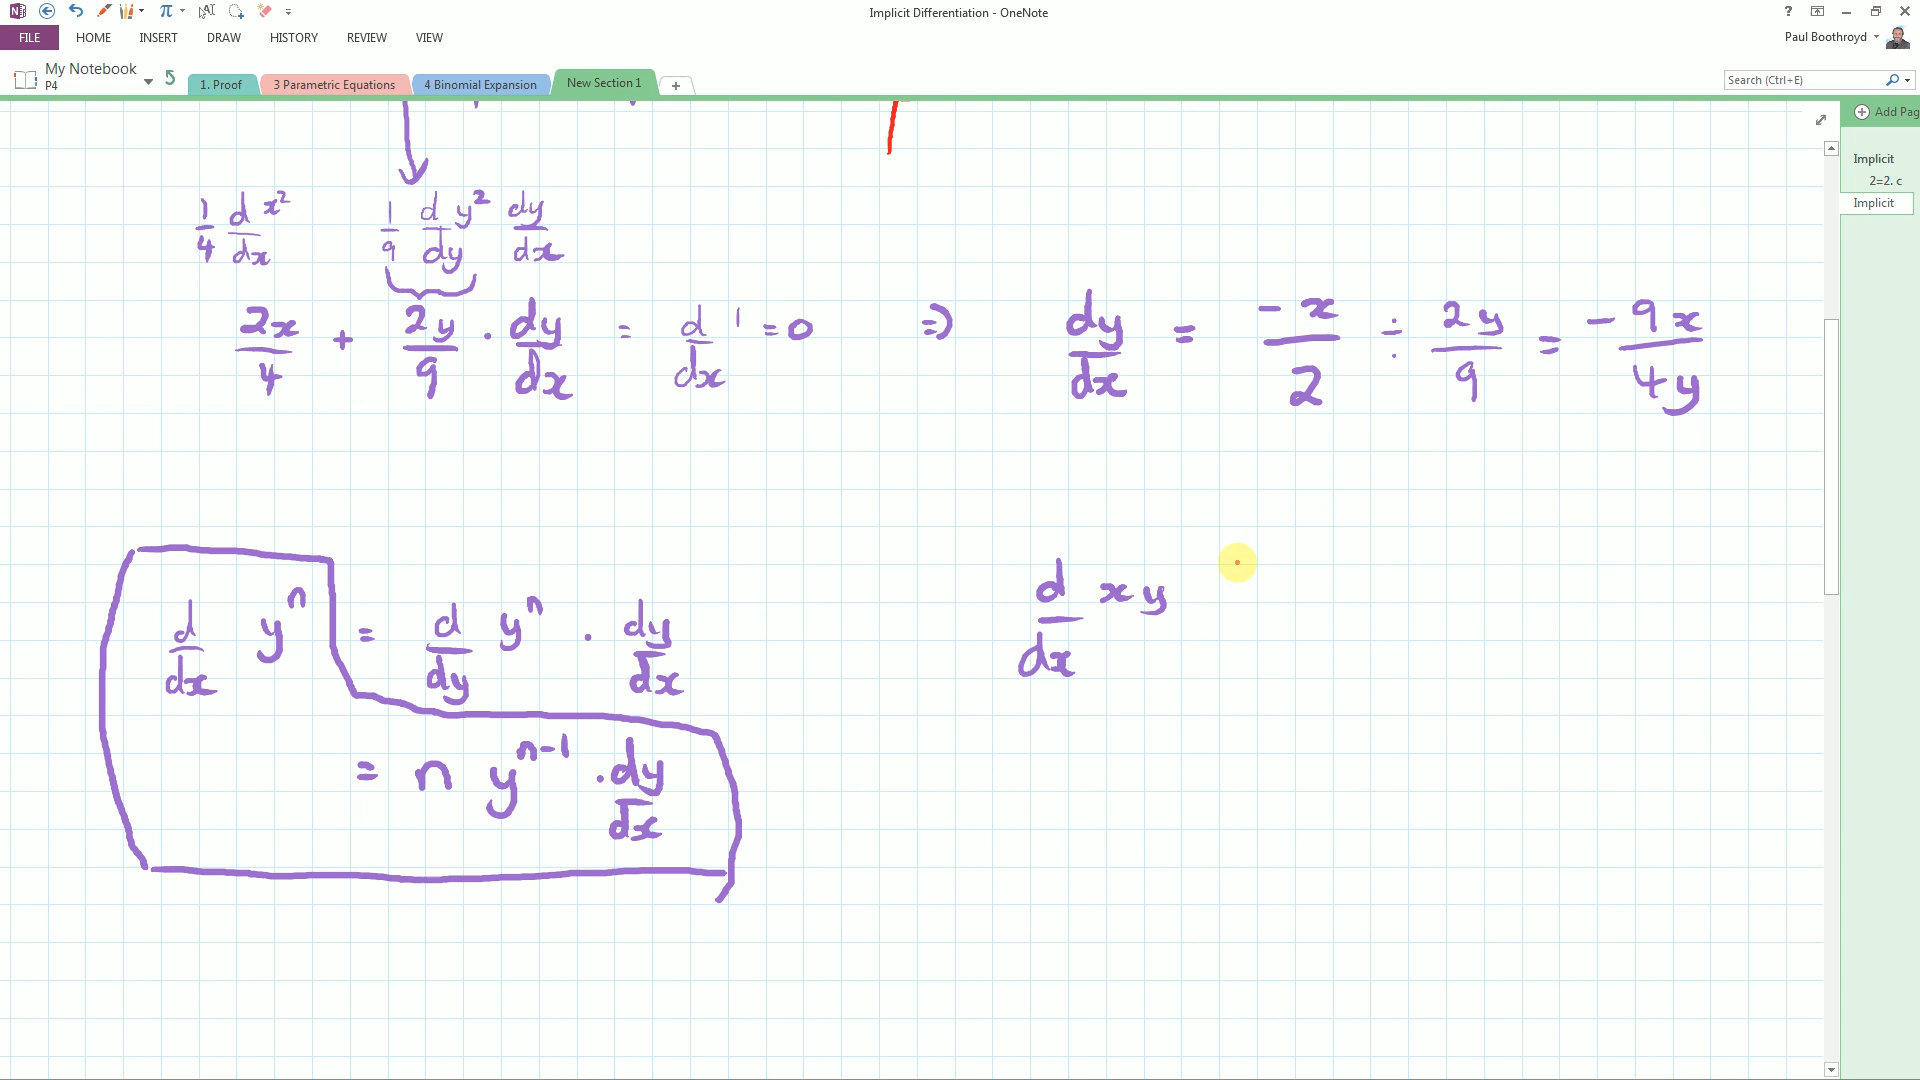 Implicit Differentiation - OneNote
?
FILE HOME INSERT DRAW HISTORY REVIEW VIEW
Paul Boothroyd
My Notebook
P4
1. Proof 3 Parametric Equations 4 Binomial Expansion New Section 1 +
Search (Ctrl+E)
Add Pag
Implicit
2=2. c
Implicit
1/4 d/dx x² 1/9 d/dy y² dy/dx
2x/4 + 2y/9 · dy/dx = d/dx 1 = 0 ⇒ dy/dx = -x/2 ÷ 2y/9 = -9x/4y
d/dx yⁿ = d/dy yⁿ · dy/dx
= n yⁿ⁻¹ · dy/dx
d/dx xy